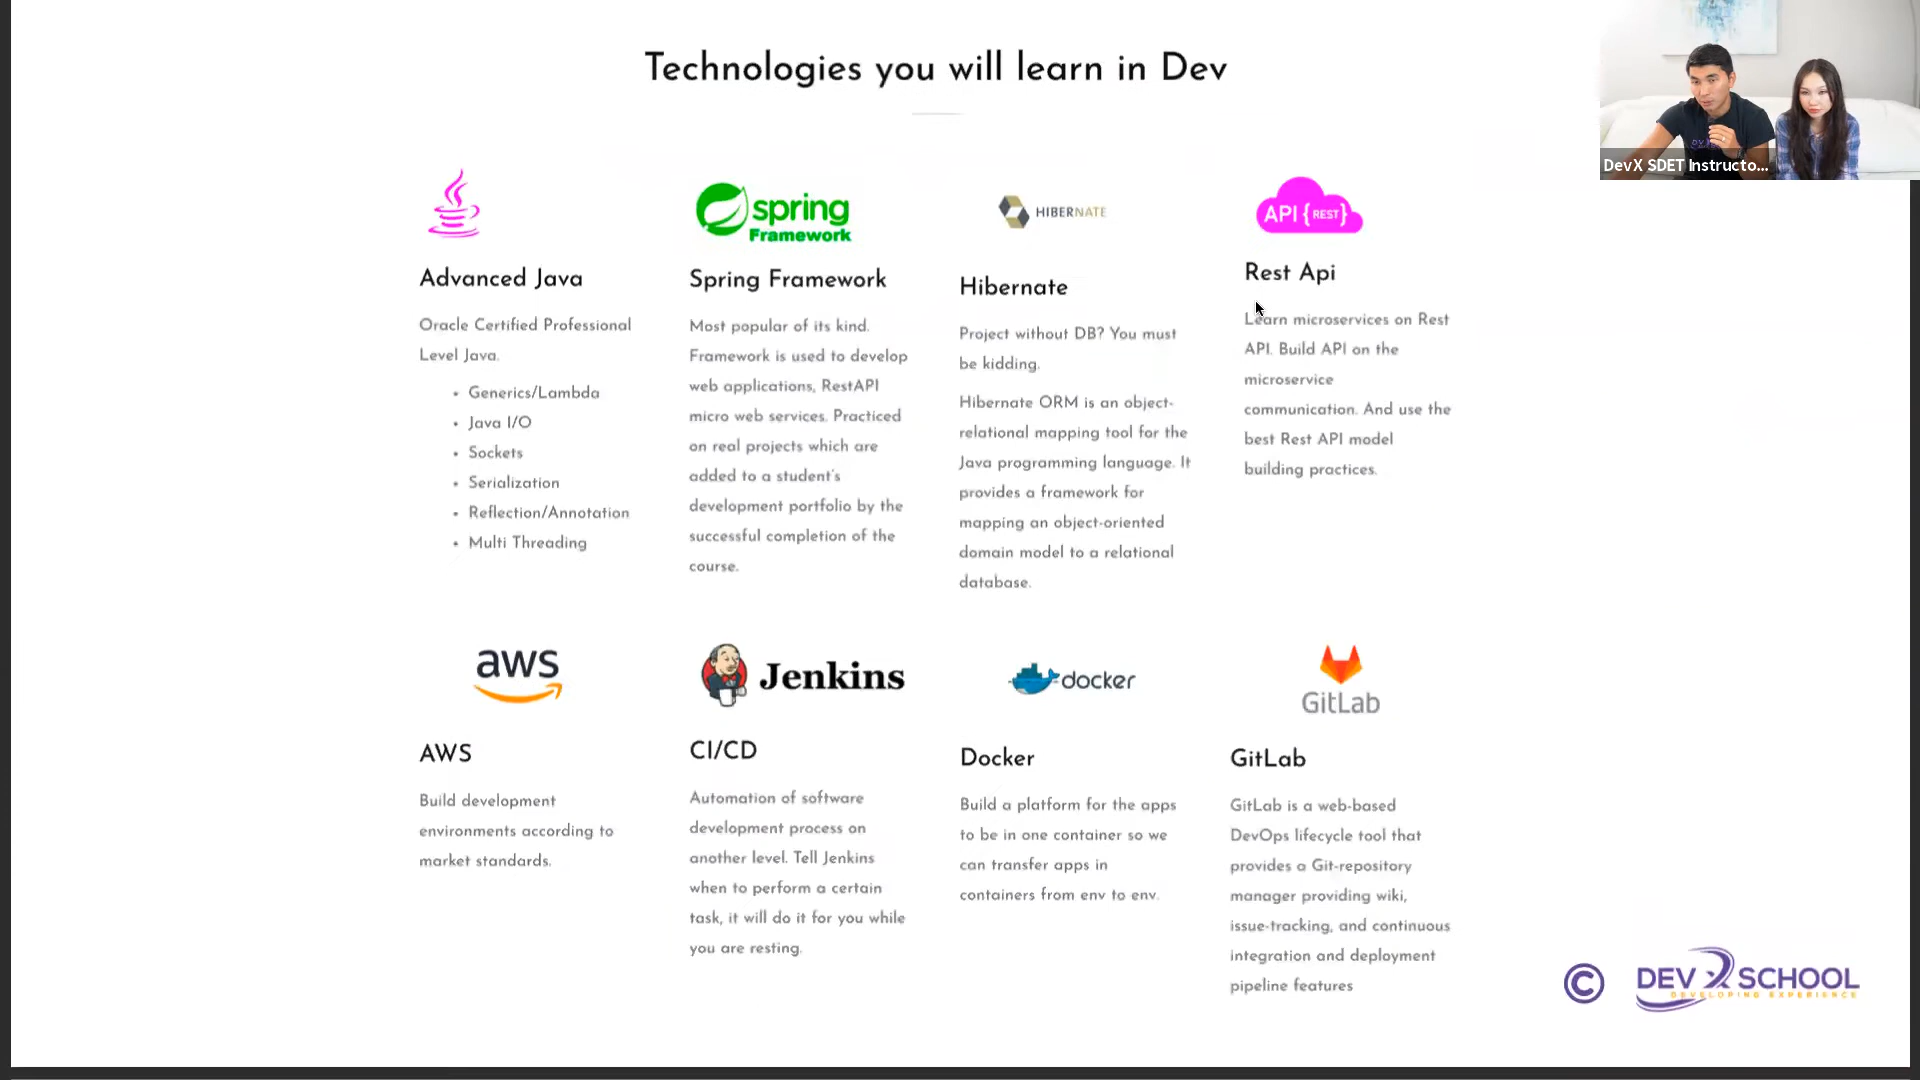 Technologies you will learn in Dev
DevX SDET Instructo...
spring
Framework
HIBERNATE
API {REST}
Advanced Java
Oracle Certified Professional
Level Java.
• Generics/Lambda
• Java I/O
• Sockets
• Serialization
• Reflection/Annotation
• Multi Threading
Spring Framework
Most popular of its kind.
Framework is used to develop
web applications, RestAPI
micro web services. Practiced
on real projects which are
added to a student's
development portfolio by the
successful completion of the
course.
Hibernate
Project without DB? You must
be kidding.
Hibernate ORM is an object-
relational mapping tool for the
Java programming language. It
provides a framework for
mapping an object-oriented
domain model to a relational
database.
Rest Api
Learn microservices on Rest
API. Build API on the
microservice
communication. And use the
best Rest API model
building practices.
aws
Jenkins
docker
GitLab
AWS
Build development
environments according to
market standards.
CI/CD
Automation of software
development process on
another level. Tell Jenkins
when to perform a certain
task, it will do it for you while
you are resting.
Docker
Build a platform for the apps
to be in one container so we
can transfer apps in
containers from env to env.
GitLab
GitLab is a web-based
DevOps lifecycle tool that
provides a Git-repository
manager providing wiki,
issue-tracking, and continuous
integration and deployment
pipeline features
© DEVX SCHOOL
DEVELOPING EXPERIENCE